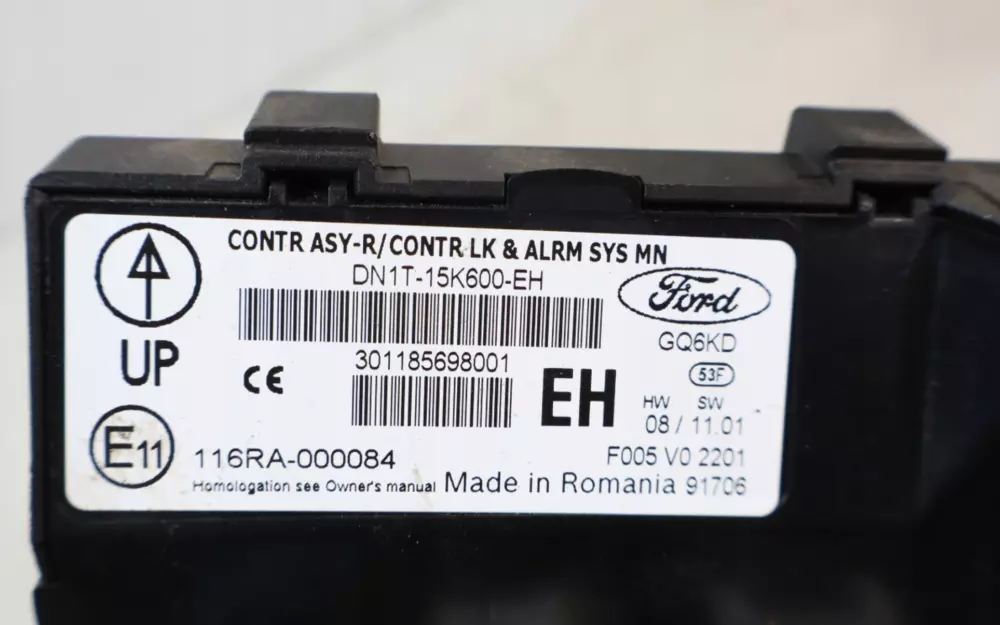 CONTR ASY-R/CONTR LK & ALRM SYS MN
DN1T-15K600-EH
Ford
GQ6KD
UP
301185698001
53F
CE
EH
HW SW
08 / 11.01
E11
116RA-000084
F005 V0 2201
Homologation see Owner's manual Made in Romania 91706